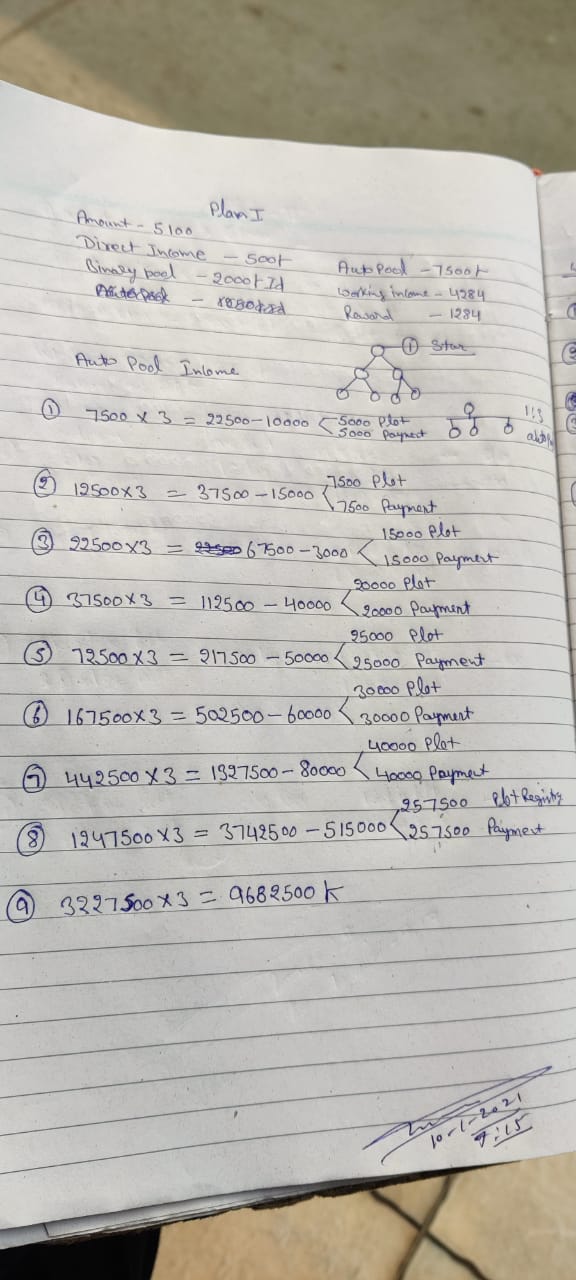 Plan I
Amount - 5100
Direct Income - 500/-
Binary pool - 2000/- Id
Auto Pool - 7500/-
Working income - 4284
Reward - 1284
① Star
Auto Pool Income
① 7500 × 3 = 22500 - 10000 < 5000 Plot
5000 Payment
1:3
② 12500×3 = 37500 - 15000 < 7500 Plot
7500 Payment
③ 22500×3 = 67500 - 3000 < 15000 Plot
15000 Payment
④ 37500×3 = 112500 - 40000 < 20000 Plot
20000 Payment
⑤ 72500×3 = 217500 - 50000 < 25000 Plot
25000 Payment
⑥ 167500×3 = 502500 - 60000 < 30000 Plot
30000 Payment
⑦ 442500×3 = 1327500 - 80000 < 40000 Plot
40000 Payment
⑧ 1247500×3 = 3742500 - 515000 < 257500 Plot Registry
257500 Payment
⑨ 3227500×3 = 9682500 K
10-1-2021
7:15